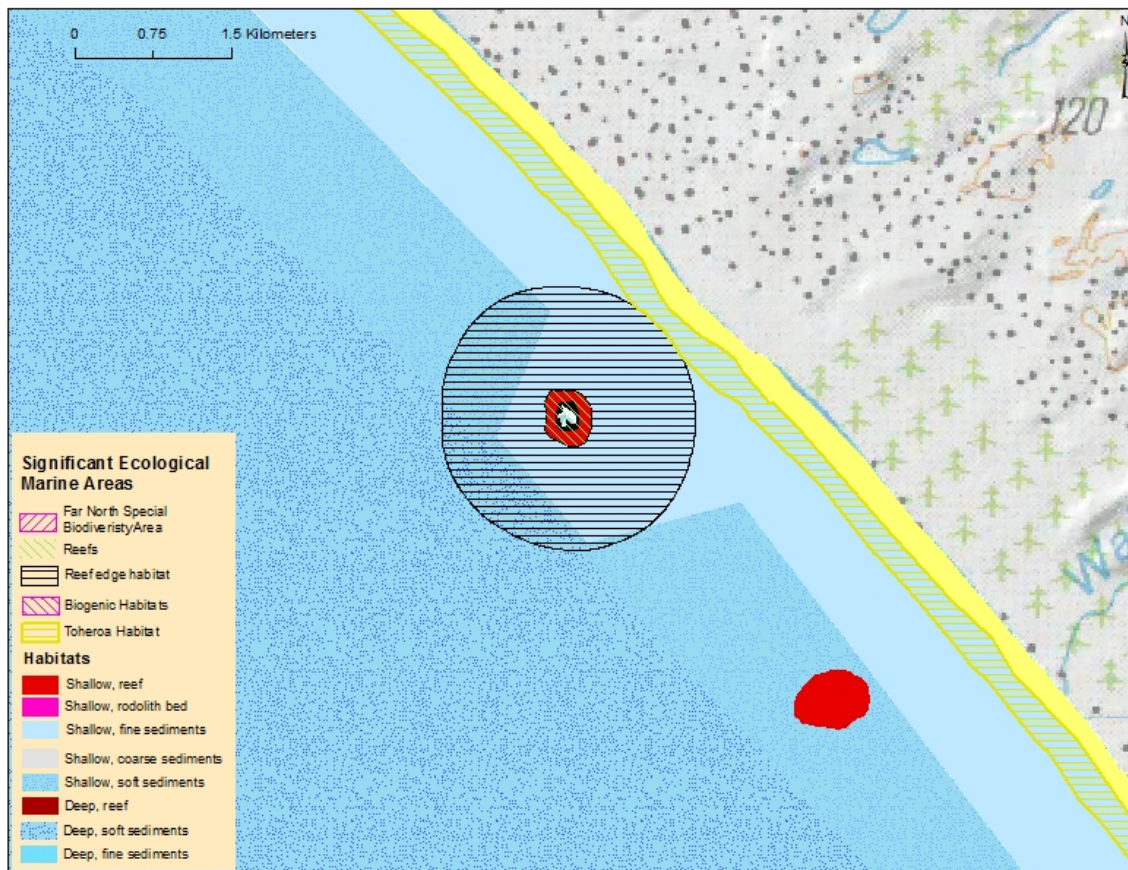 0 0.75 1.5 Kilometers
N
120
Wa
Significant Ecological
Marine Areas
Far North Special
BiodiveristyArea
Reefs
Reef edge habitat
Biogenic Habitats
Toheroa Habitat
Habitats
Shallow, reef
Shallow, rodolith bed
Shallow, fine sediments
Shallow, coarse sediments
Shallow, soft sediments
Deep, reef
Deep, soft sediments
Deep, fine sediments